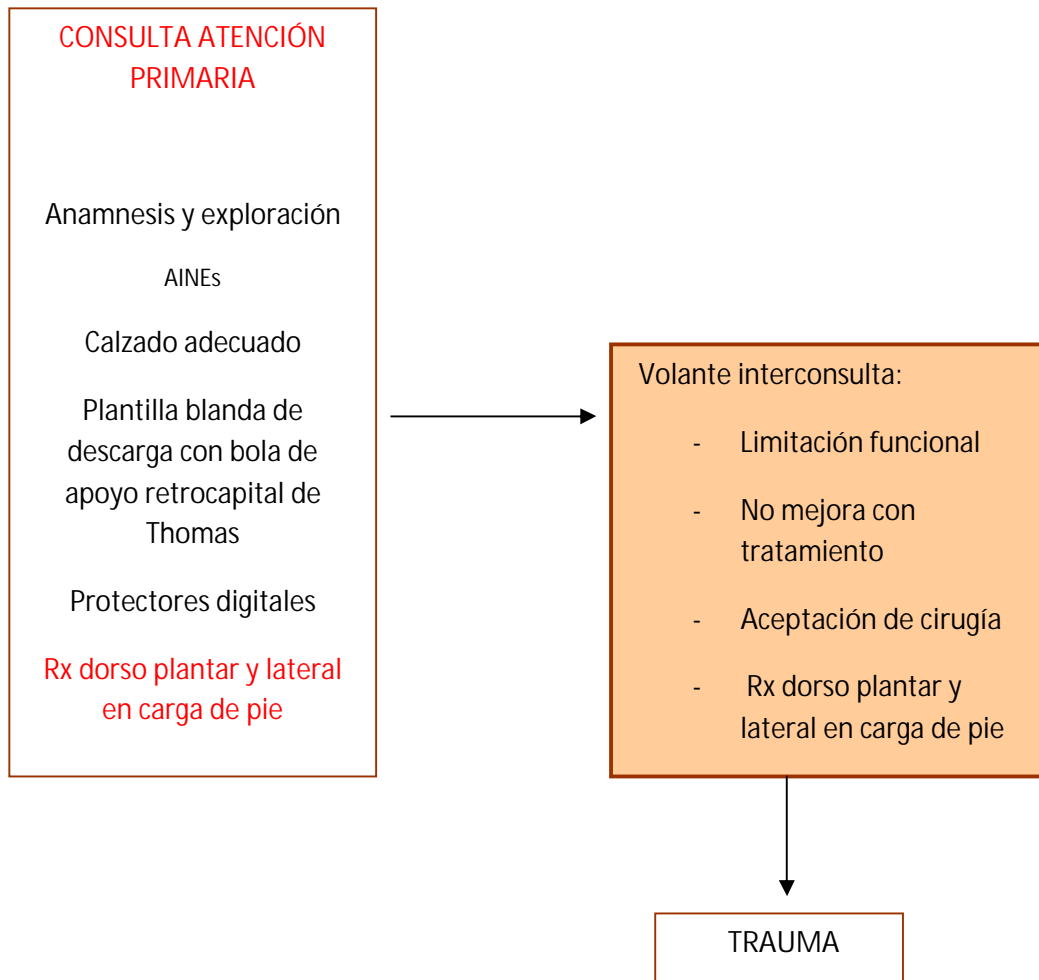 CONSULTA ATENCIÓN
PRIMARIA
Anamnesis y exploración
AINEs
Calzado adecuado
Plantilla blanda de
descarga con bola de
apoyo retrocapital de
Thomas
Protectores digitales
Rx dorso plantar y lateral
en carga de pie
Volante interconsulta:
- Limitación funcional
- No mejora con
tratamiento
- Aceptación de cirugía
- Rx dorso plantar y
lateral en carga de pie
TRAUMA